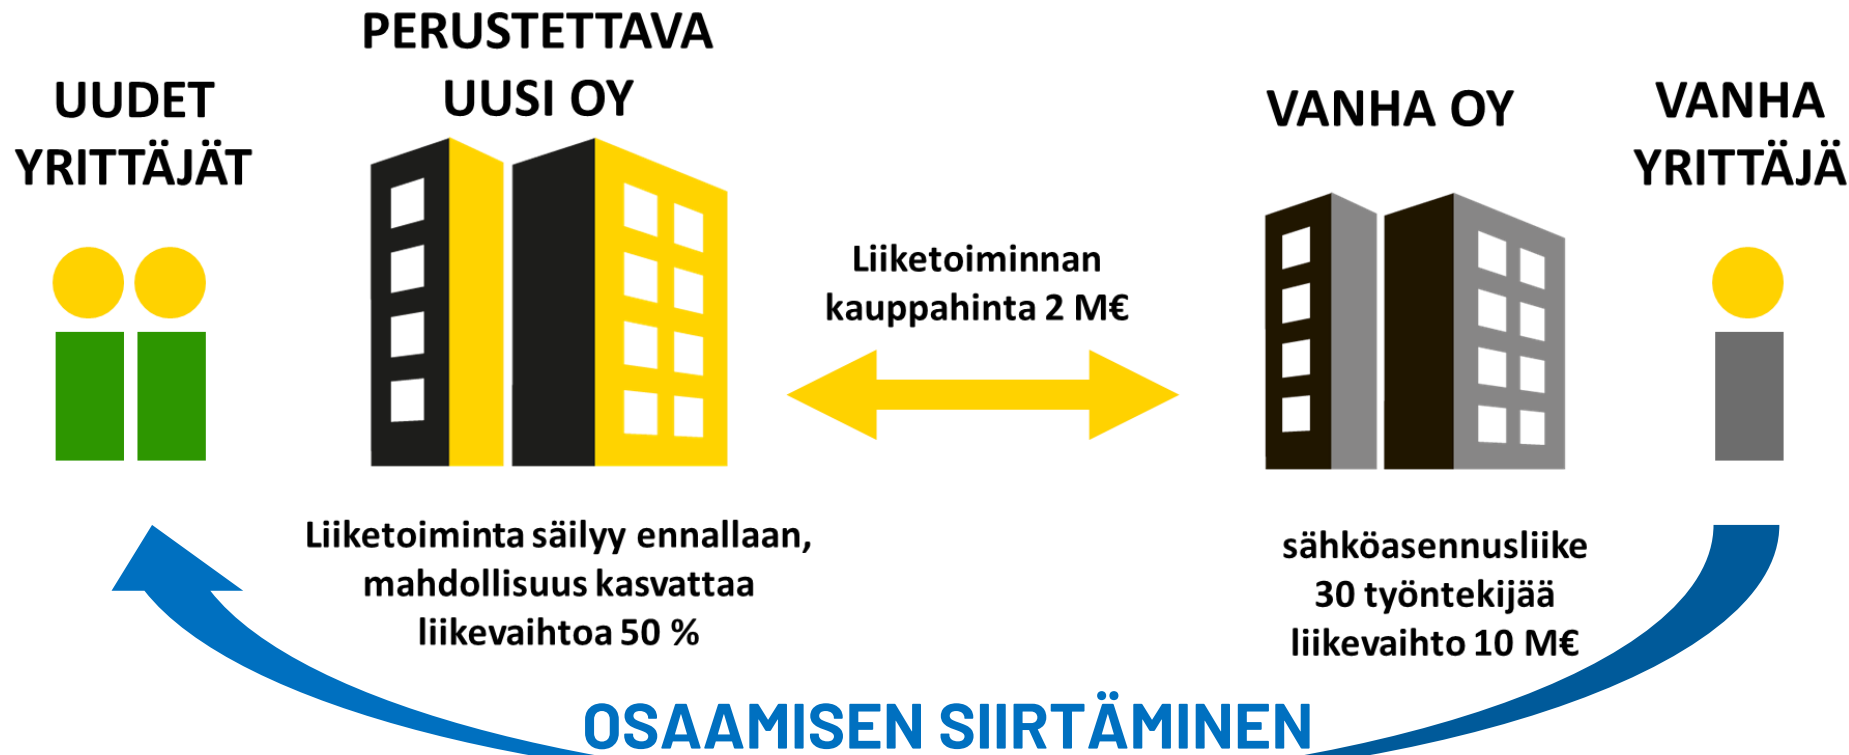 UUDET
YRITTÄJÄT
PERUSTETTAVA
UUSI OY
Liiketoiminnan
kauppahinta 2 M€
VANHA OY
VANHA
YRITTÄJÄ
Liiketoiminta säilyy ennallaan,
mahdollisuus kasvattaa
liikevaihtoa 50 %
sähköasennusliike
30 työntekijää
liikevaihto 10 M€
OSAAMISEN SIIRTÄMINEN